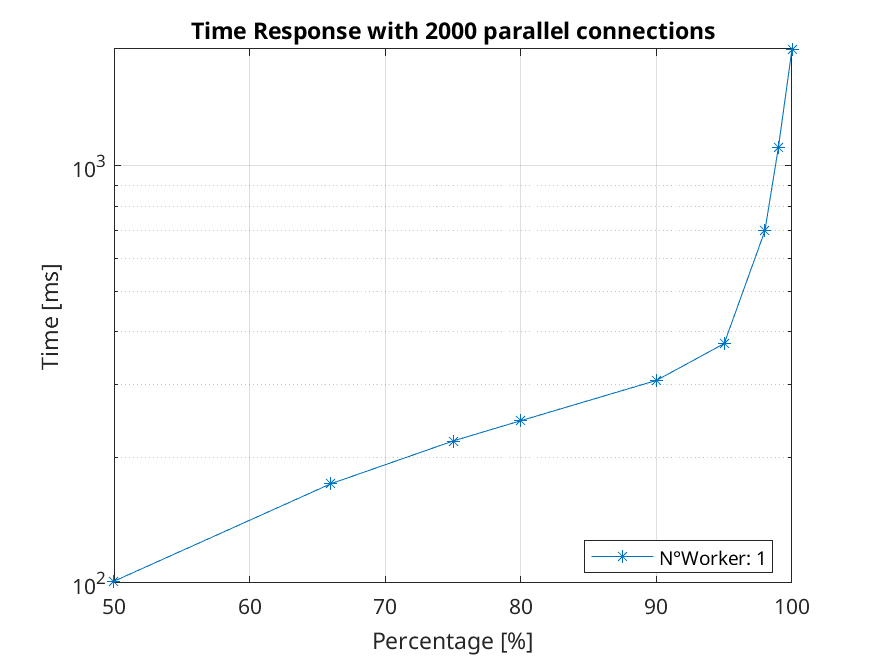 Time Response with 2000 parallel connections
10^3
10^2
Time [ms]
50 60 70 80 90 100
Percentage [%]
N°Worker: 1